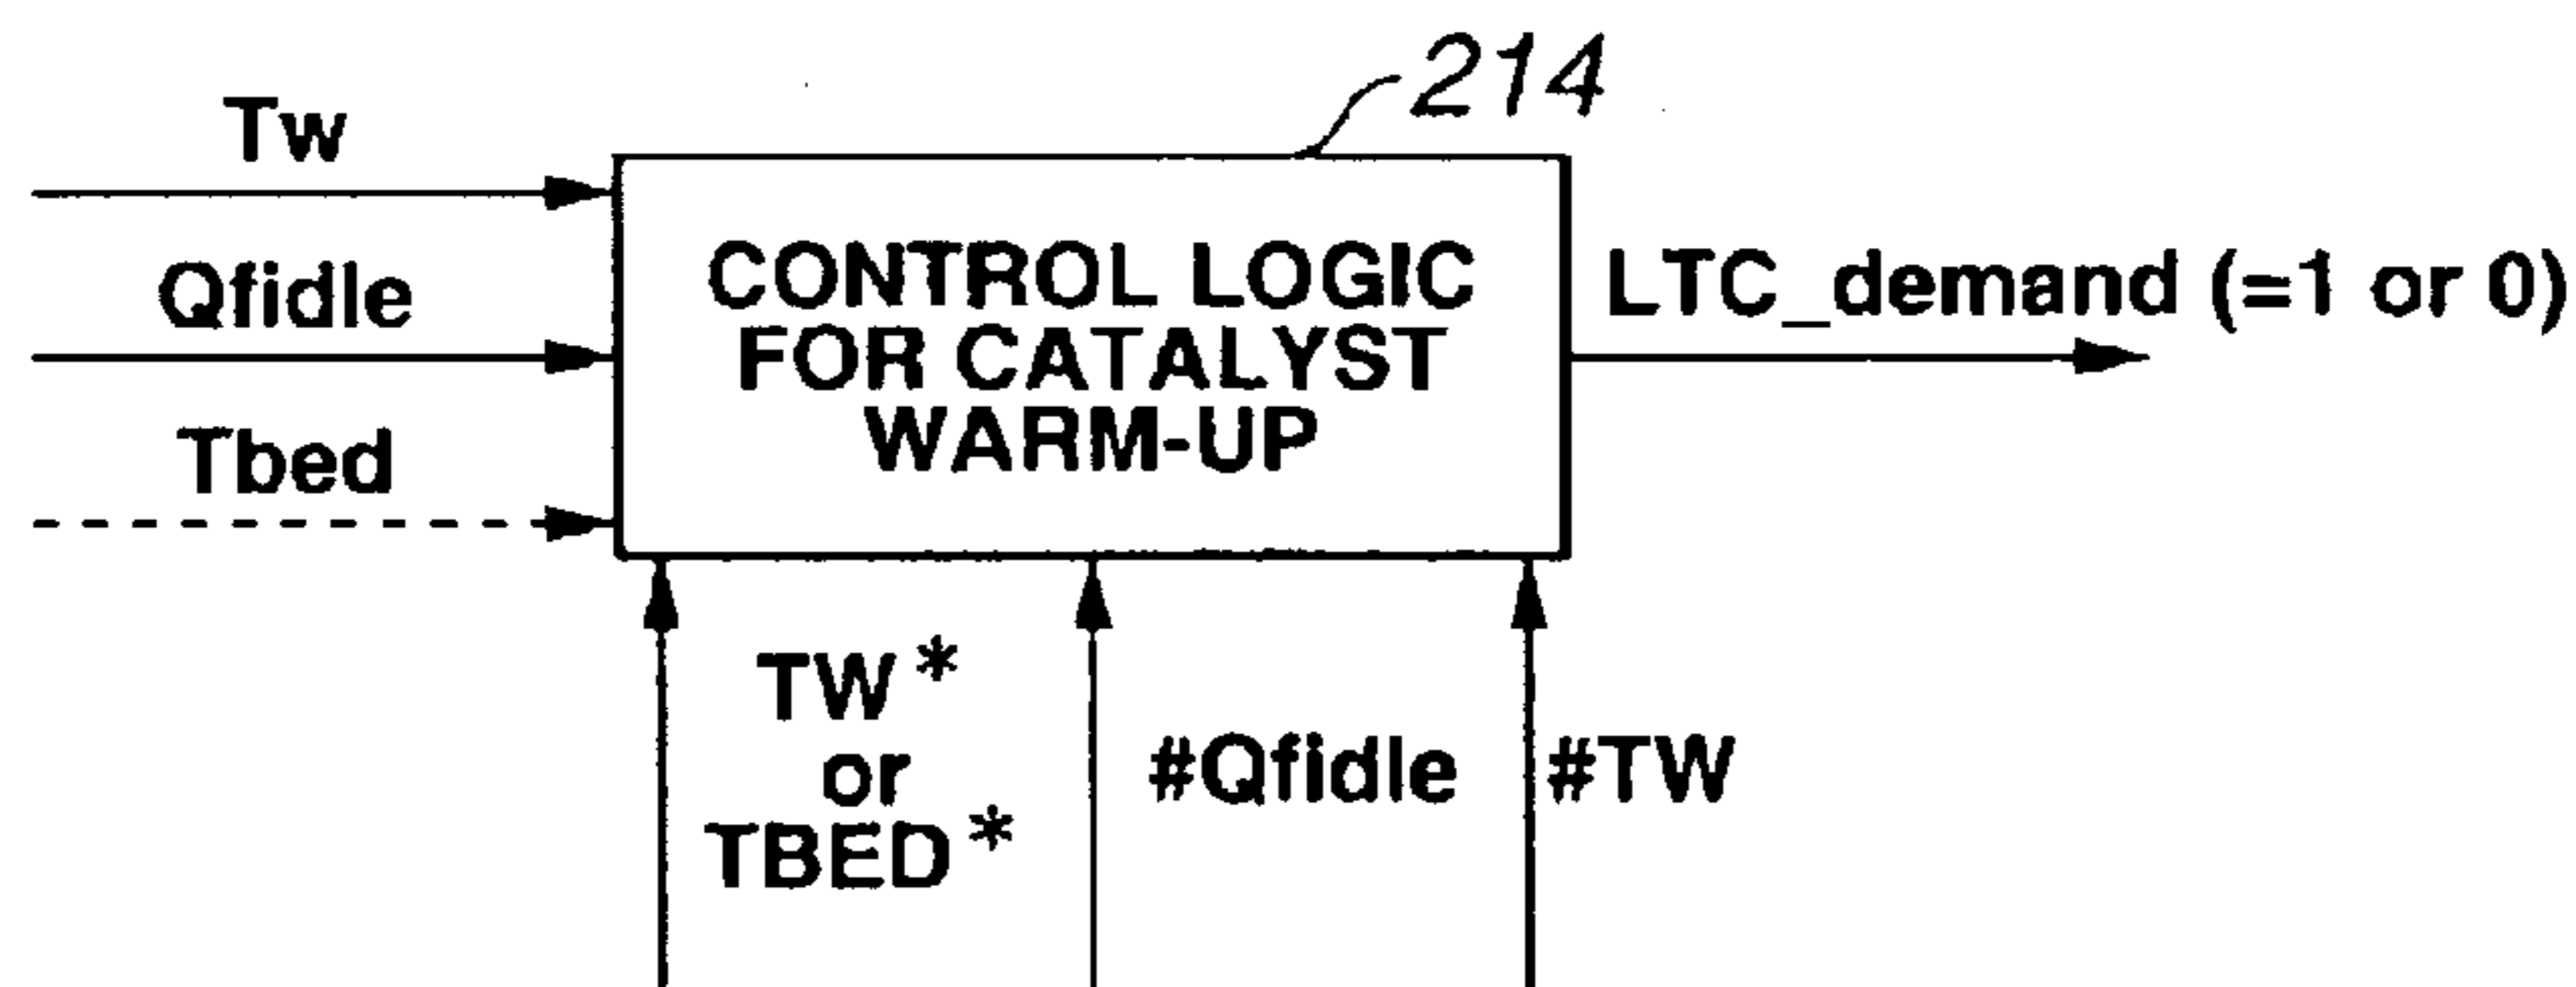 214
Tw
Qfidle
Tbed
CONTROL LOGIC
FOR CATALYST
WARM-UP
LTC_demand (=1 or 0)
TW*
or
TBED*
#Qfidle
#TW